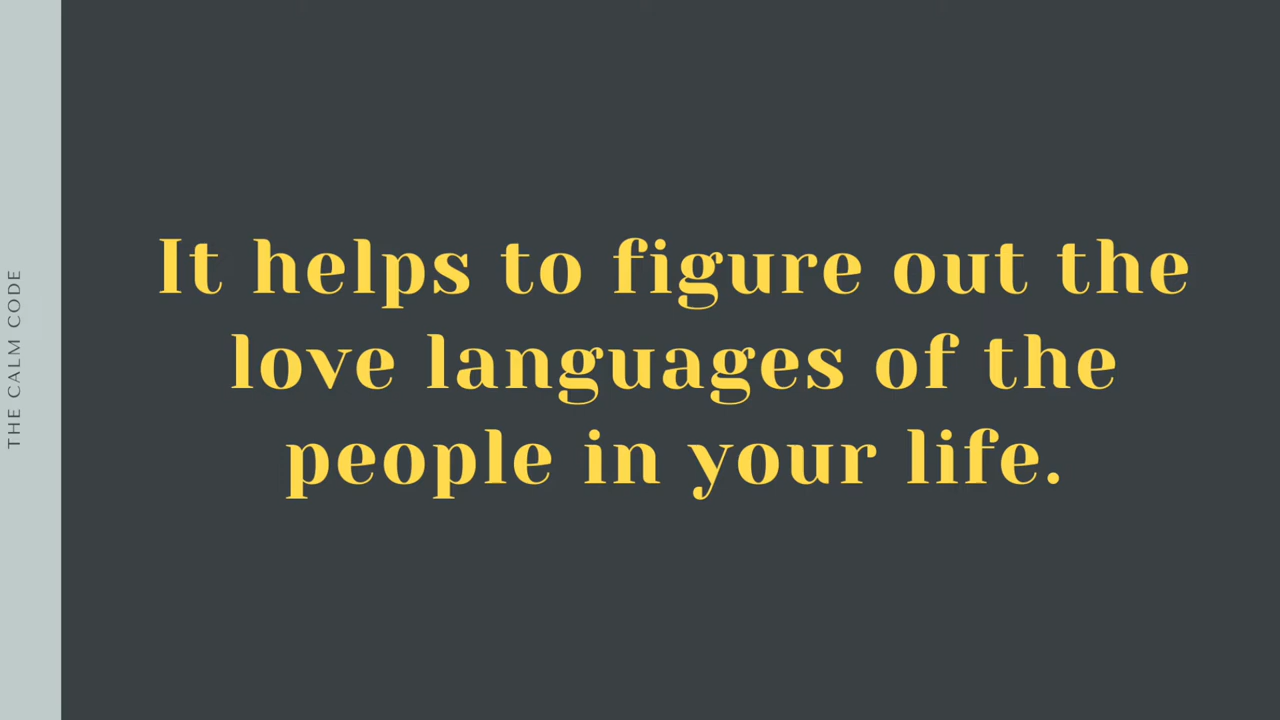 THE CALM CODE
It helps to figure out the
love languages of the
people in your life.